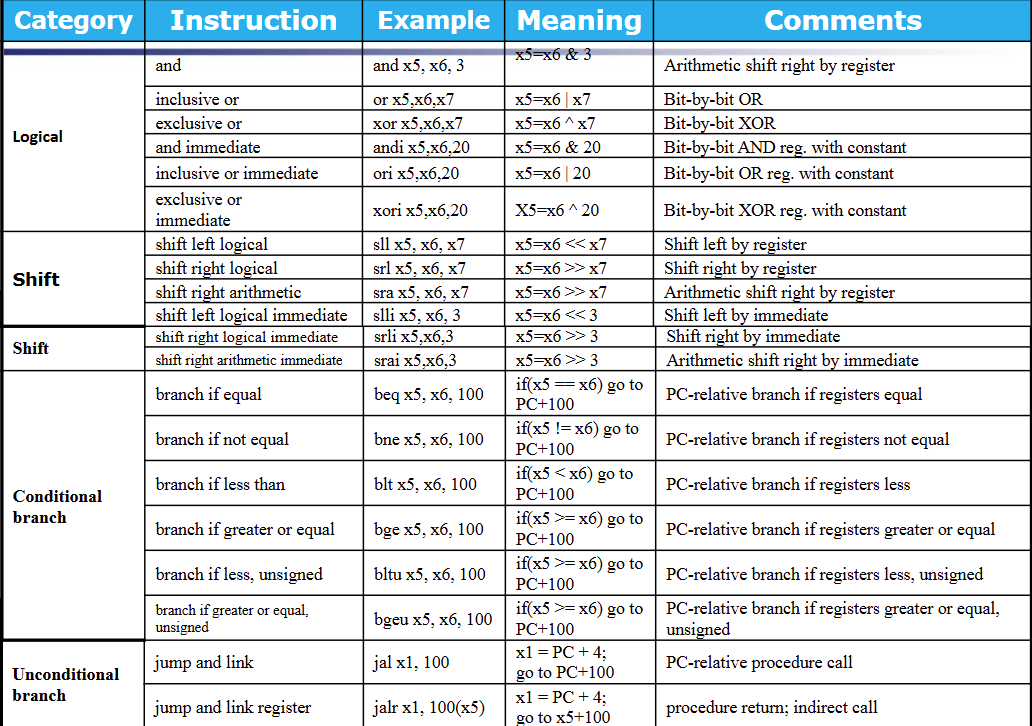 Category Instruction Example Meaning Comments
Logical
and and x5, x6, 3 x5=x6 & 3 Arithmetic shift right by register
inclusive or or x5,x6,x7 x5=x6 | x7 Bit-by-bit OR
exclusive or xor x5,x6,x7 x5=x6 ^ x7 Bit-by-bit XOR
and immediate andi x5,x6,20 x5=x6 & 20 Bit-by-bit AND reg. with constant
inclusive or immediate ori x5,x6,20 x5=x6 | 20 Bit-by-bit OR reg. with constant
exclusive or
immediate xori x5,x6,20 X5=x6 ^ 20 Bit-by-bit XOR reg. with constant
Shift
shift left logical sll x5, x6, x7 x5=x6 << x7 Shift left by register
shift right logical srl x5, x6, x7 x5=x6 >> x7 Shift right by register
shift right arithmetic sra x5, x6, x7 x5=x6 >> x7 Arithmetic shift right by register
shift left logical immediate slli x5, x6, 3 x5=x6 << 3 Shift left by immediate
Shift
shift right logical immediate srli x5,x6,3 x5=x6 >> 3 Shift right by immediate
shift right arithmetic immediate srai x5,x6,3 x5=x6 >> 3 Arithmetic shift right by immediate
Conditional
branch
branch if equal beq x5, x6, 100 if(x5 == x6) go to
PC+100 PC-relative branch if registers equal
branch if not equal bne x5, x6, 100 if(x5 != x6) go to
PC+100 PC-relative branch if registers not equal
branch if less than blt x5, x6, 100 if(x5 < x6) go to
PC+100 PC-relative branch if registers less
branch if greater or equal bge x5, x6, 100 if(x5 >= x6) go to
PC+100 PC-relative branch if registers greater or equal
branch if less, unsigned bltu x5, x6, 100 if(x5 >= x6) go to
PC+100 PC-relative branch if registers less, unsigned
branch if greater or equal,
unsigned bgeu x5, x6, 100 if(x5 >= x6) go to
PC+100 PC-relative branch if registers greater or equal,
unsigned
Unconditional
branch
jump and link jal x1, 100 x1 = PC + 4;
go to PC+100 PC-relative procedure call
jump and link register jalr x1, 100(x5) x1 = PC + 4;
go to x5+100 procedure return; indirect call